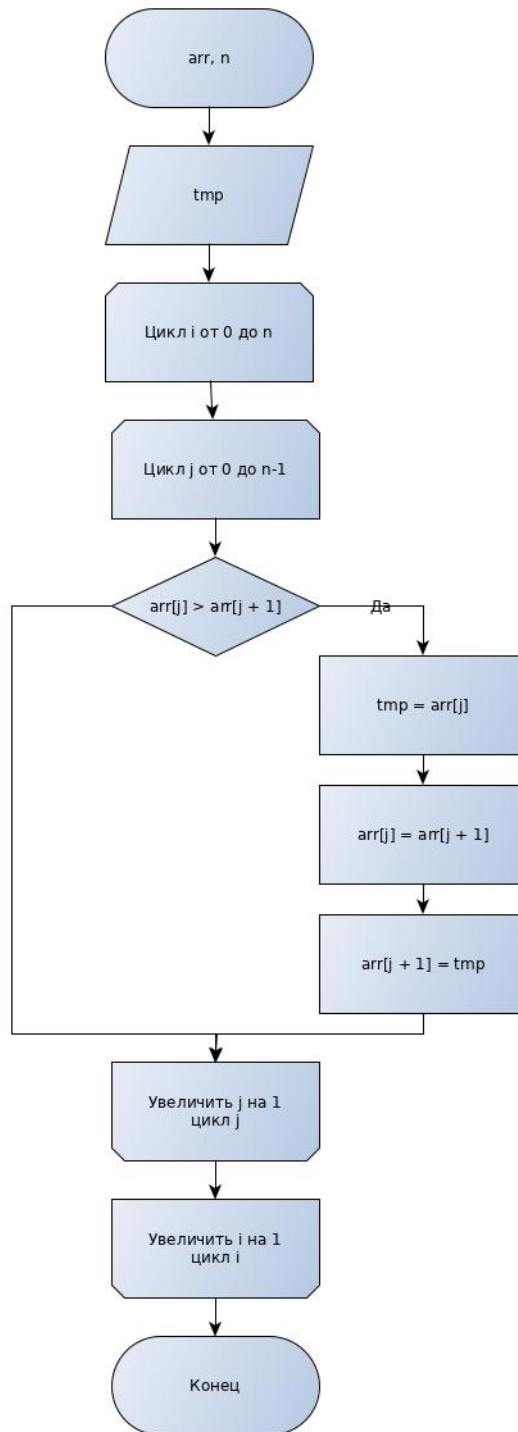 arr, n
tmp
Цикл i от 0 до n
Цикл j от 0 до n-1
arr[j] > arr[j + 1]
Да
tmp = arr[j]
arr[j] = arr[j + 1]
arr[j + 1] = tmp
Увеличить j на 1
цикл j
Увеличить i на 1
цикл i
Конец